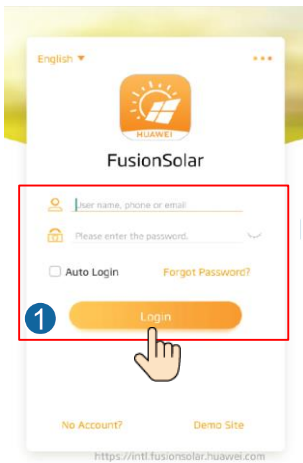 English ▼
HUAWEI
FusionSolar
User name, phone or email
Please enter the password.
Auto Login Forgot Password?
1
Login
No Account? Demo Site
https://intl.fusionsolar.huawei.com